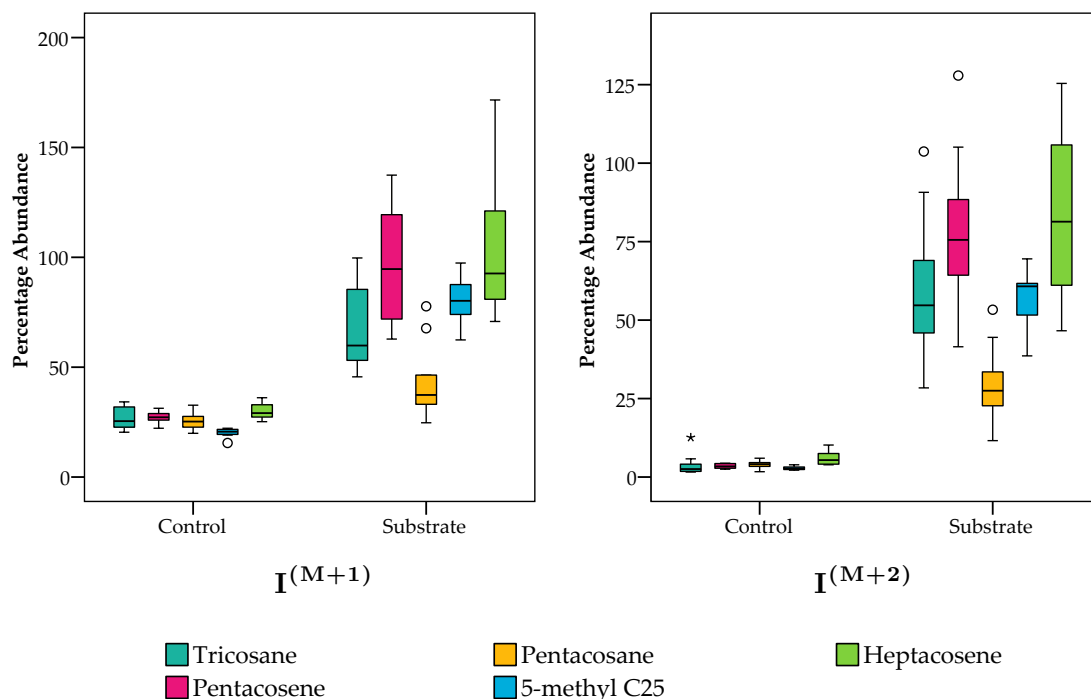 200
150
100
50
0
Percentage Abundance
Control
Substrate
I(M+1)
125
100
75
50
25
0
Percentage Abundance
Control
Substrate
I(M+2)
Tricosane
Pentacosane
Heptacosene
Pentacosene
5-methyl C25